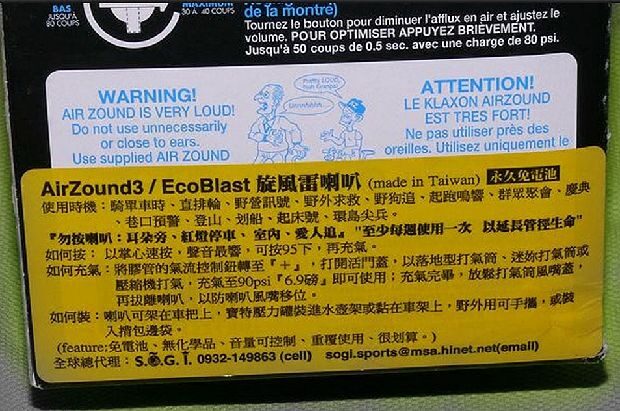 BAS
JUSQU'À
80 COUPS
MAXIMUM
30 A 40 COUPS
de la montré)
Tournez le bouton pour diminuer l'afflux en air et ajustez le
volume. POUR OPTIMISER APPUYEZ BRIÈVEMENT.
Jusqu'à 50 coups de 0.5 sec. avec une charge de 80 psi.
WARNING!
AIR ZOUND IS VERY LOUD!
Do not use unnecessarily
or close to ears.
Use supplied AIR ZOUND
Pretty LOUD,
huh Grampa!
ATTENTION!
LE KLAXON AIRZOUND
EST TRES FORT!
Ne pas utiliser près des
oreilles. Utilisez uniquement le
AirZound3 / EcoBlast 旋風雷喇叭 (made in Taiwan) 永久免電池
使用時機：騎單車時、直排輪、野營訊號、野外求救、野狗追、起跑鳴響、群眾聚會、慶典
、巷口預警、登山、划船、起床號、環島尖兵。
『勿按喇叭：耳朵旁、紅燈停車、室內、愛人追』"至少每週使用一次 以延長管徑生命"
如何按： 以掌心速按，聲音最響，可按95下，再充氣。
如何充氣：將膠管的氣流控制鈕轉至『＋』，打開活門蓋，以落地型打氣筒、迷妳打氣筒或
壓縮機打氣，充氣至90psi『6.9磅』即可使用；充氣完畢，放鬆打氣筒風嘴蓋，
再拔離喇叭，以防喇叭風嘴移位。
如何裝：喇叭可架在車把上，寶特壓力罐裝進水壺架或黏在車架上，野外用可手攜，或裝
入揹包邊袋。
(feature:免電池、無化學品、音量可控制、重覆使用、很划算。)
全球總代理：S.O.G.I. 0932-149863 (cell) sogi.sports@msa.hinet.net(email)